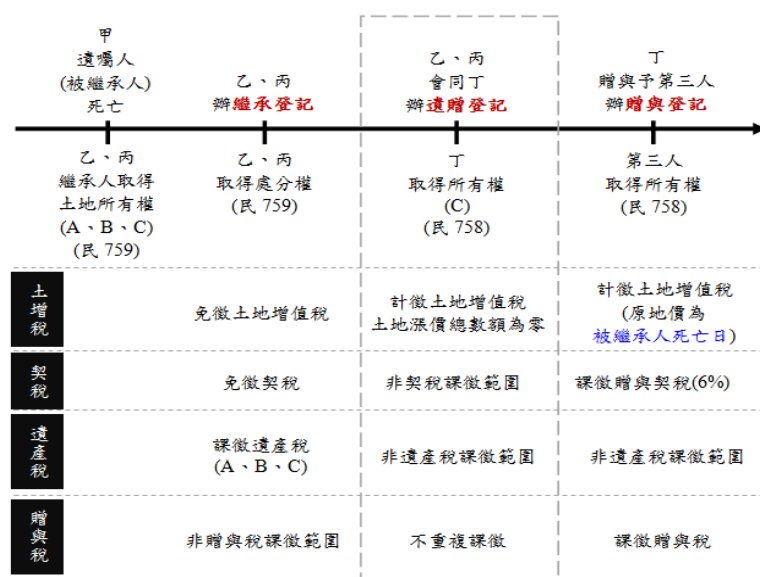 甲
遺囑人
(被繼承人)
死亡
乙、丙
辦繼承登記
乙、丙
會同丁
辦遺贈登記
丁
贈與予第三人
辦贈與登記
乙、丙
繼承人取得
土地所有權
(A、B、C)
(民 759)
乙、丙
取得處分權
(民 759)
丁
取得所有權
(C)
(民 758)
第三人
取得所有權
(民 758)
土增稅
免徵土地增值稅
計徵土地增值稅
土地漲價總數額為零
計徵土地增值稅
(原地價為
被繼承人死亡日)
契稅
免徵契稅
非契稅課徵範圍
課徵贈與契稅(6%)
遺產稅
課徵遺產稅
(A、B、C)
非遺產稅課徵範圍
非遺產稅課徵範圍
贈與稅
非贈與稅課徵範圍
不重複課徵
課徵贈與稅